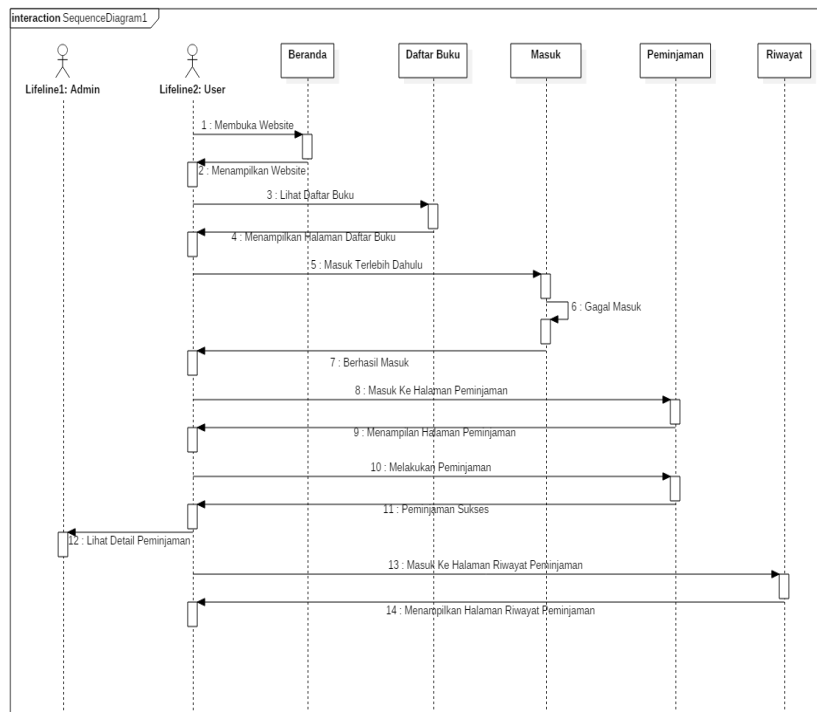 interaction SequenceDiagram1
Beranda
Daftar Buku
Masuk
Peminjaman
Riwayat
Lifeline1: Admin
Lifeline2: User
1 : Membuka Website
2 : Menampilkan Website
3 : Lihat Daftar Buku
4 : Menampilkan Halaman Daftar Buku
5 : Masuk Terlebih Dahulu
6 : Gagal Masuk
7 : Berhasil Masuk
8 : Masuk Ke Halaman Peminjaman
9 : Menampilan Halaman Peminjaman
10 : Melakukan Peminjaman
11 : Peminjaman Sukses
12 : Lihat Detail Peminjaman
13 : Masuk Ke Halaman Riwayat Peminjaman
14 : Menampilkan Halaman Riwayat Peminjaman